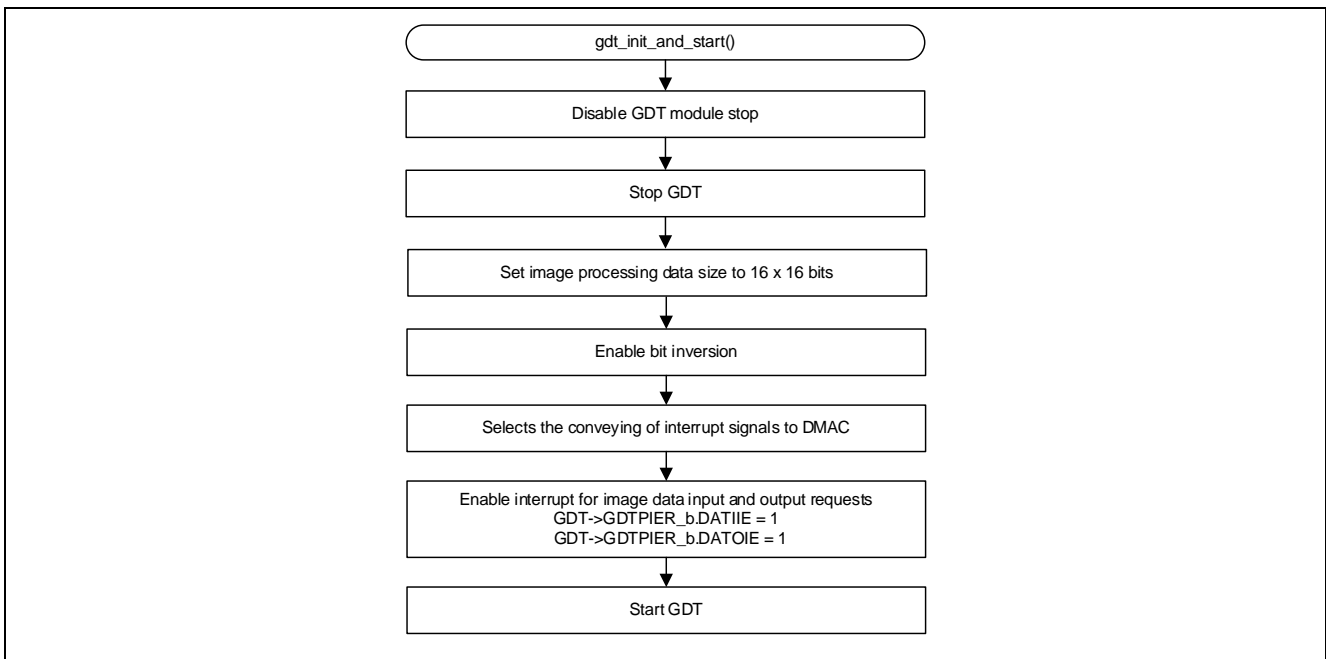 gdt_init_and_start()
Disable GDT module stop
Stop GDT
Set image processing data size to 16 x 16 bits
Enable bit inversion
Selects the conveying of interrupt signals to DMAC
Enable interrupt for image data input and output requests
GDT->GDTPIER_b.DATIIE = 1
GDT->GDTPIER_b.DATOIE = 1
Start GDT